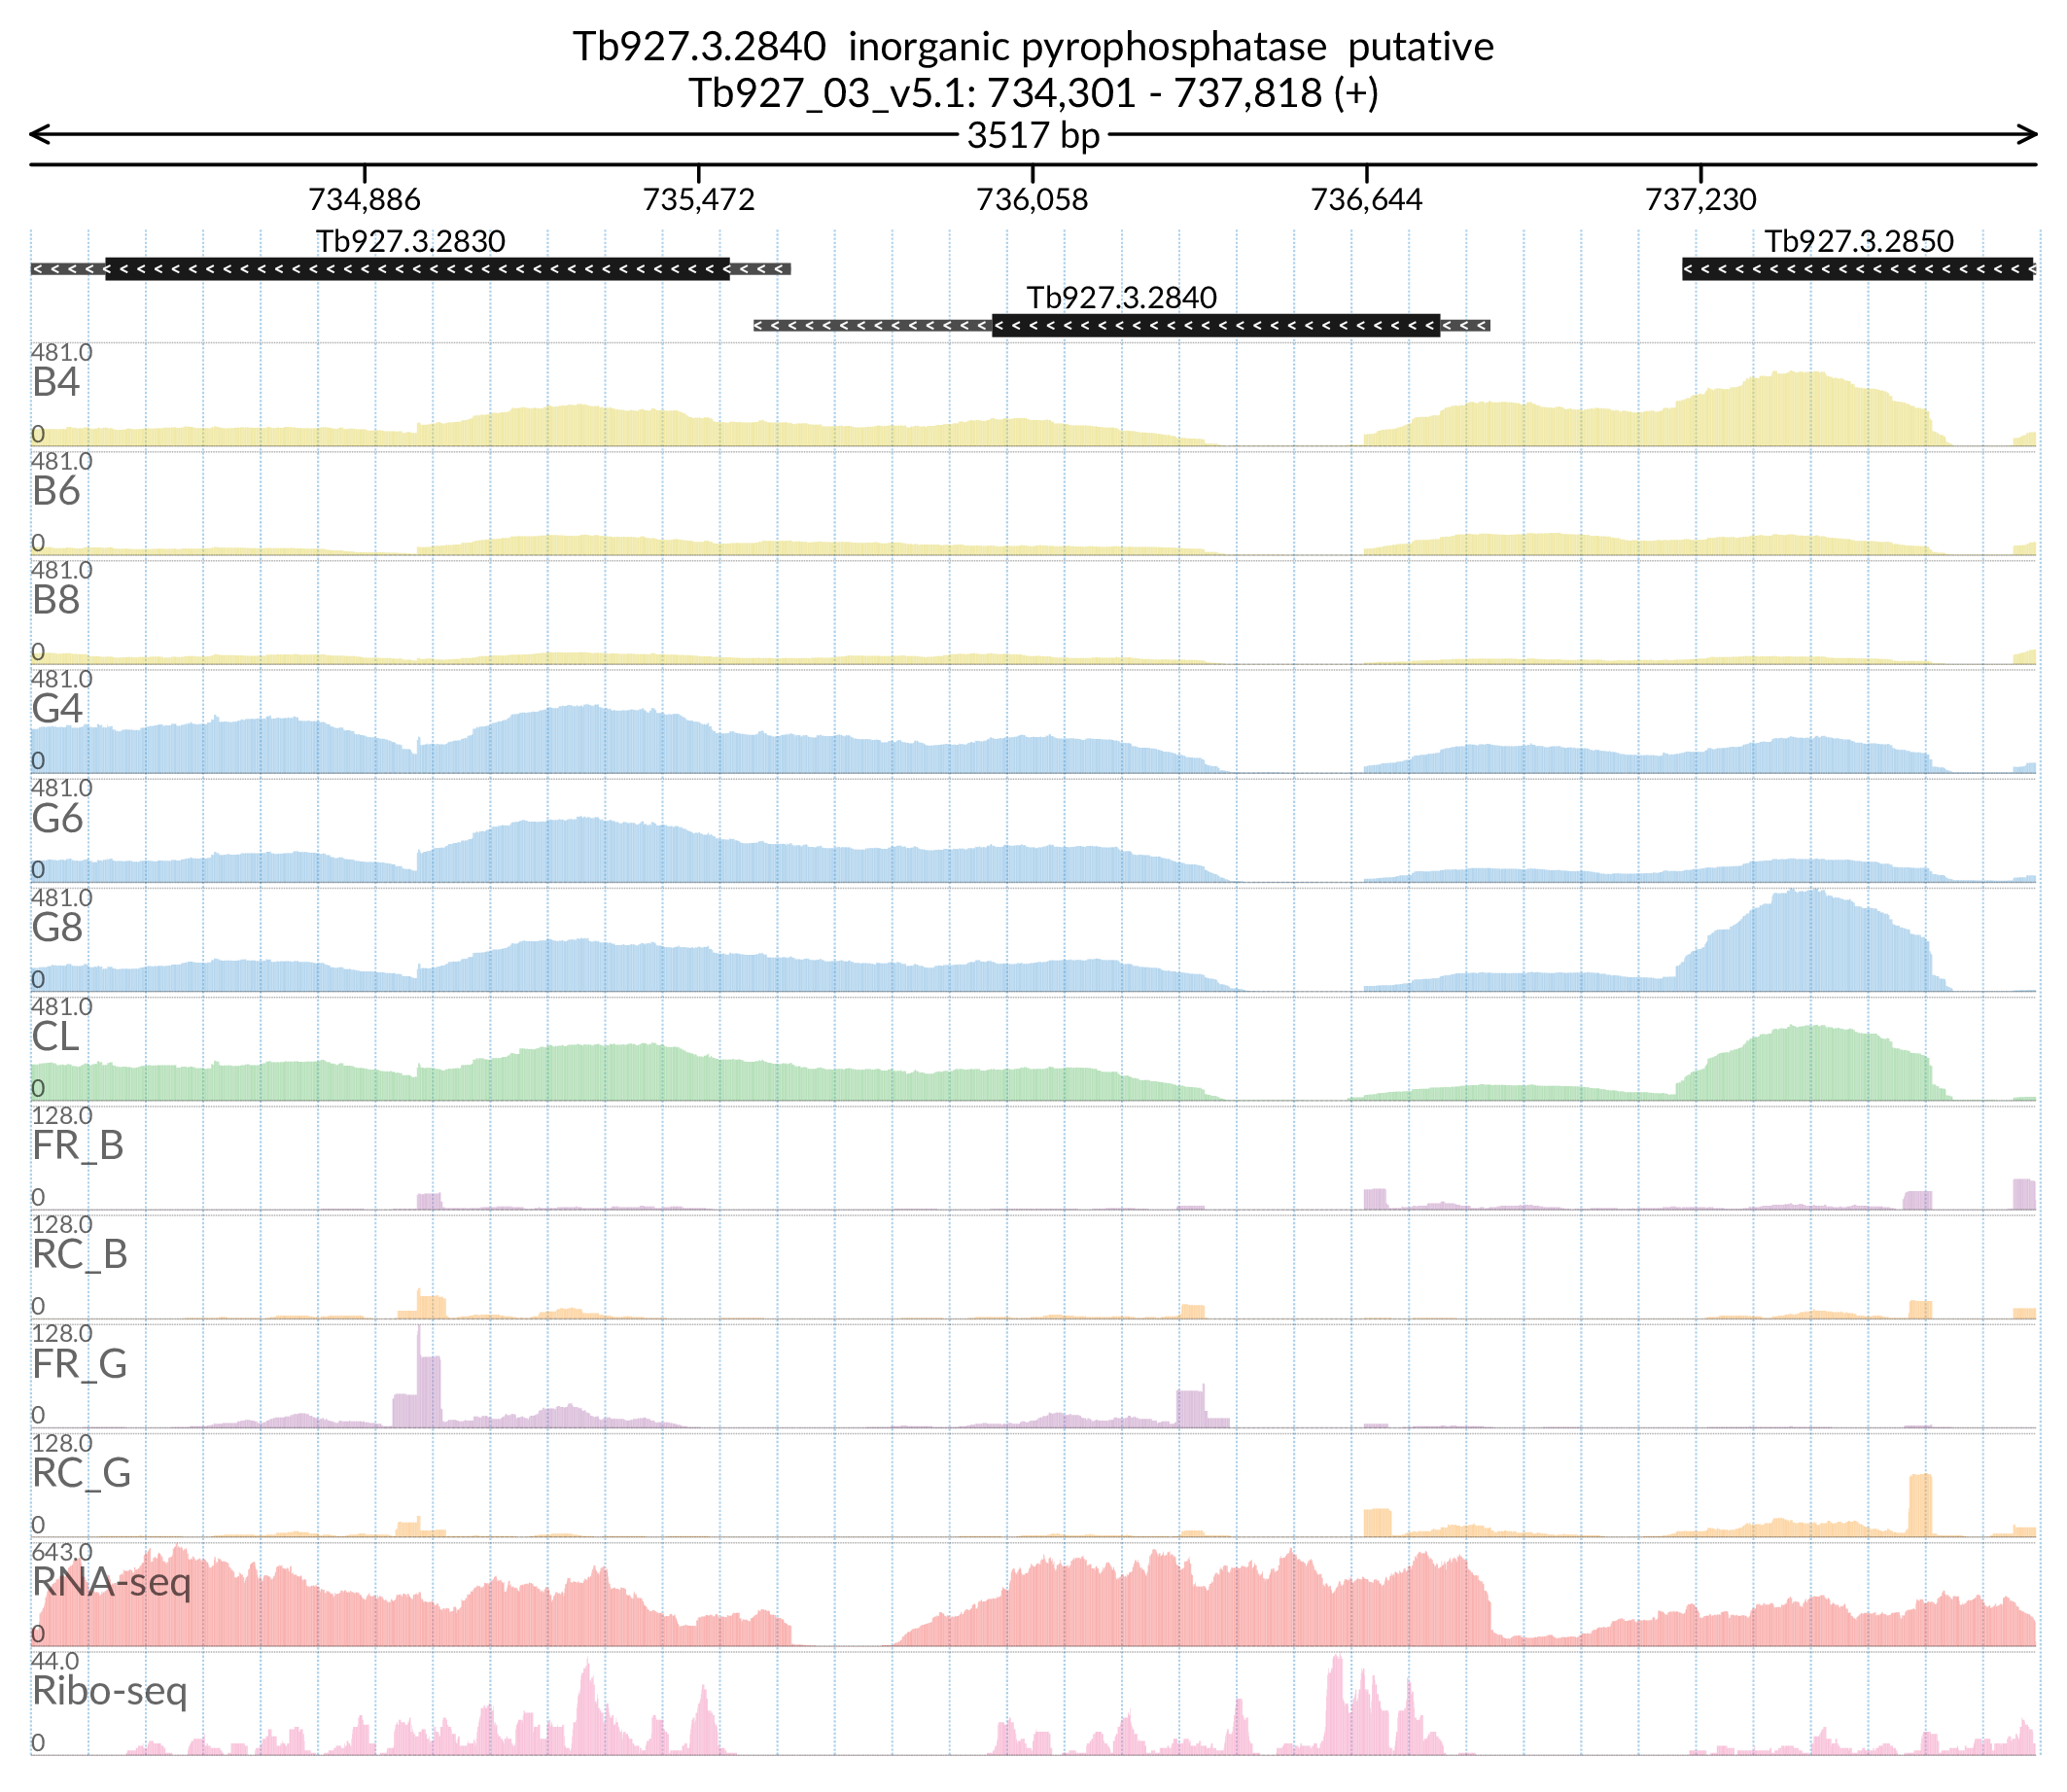 Tb927.3.2840 inorganic pyrophosphatase putative
Tb927_03_v5.1: 734,301 - 737,818 (+)
3517 bp
734,886 735,472 736,058 736,644 737,230
Tb927.3.2830 Tb927.3.2850
Tb927.3.2840
481.0
B4
0
481.0
B6
0
481.0
B8
0
481.0
G4
0
481.0
G6
0
481.0
G8
0
481.0
CL
0
128.0
FR_B
0
128.0
RC_B
0
128.0
FR_G
0
128.0
RC_G
0
643.0
RNA-seq
0
44.0
Ribo-seq
0